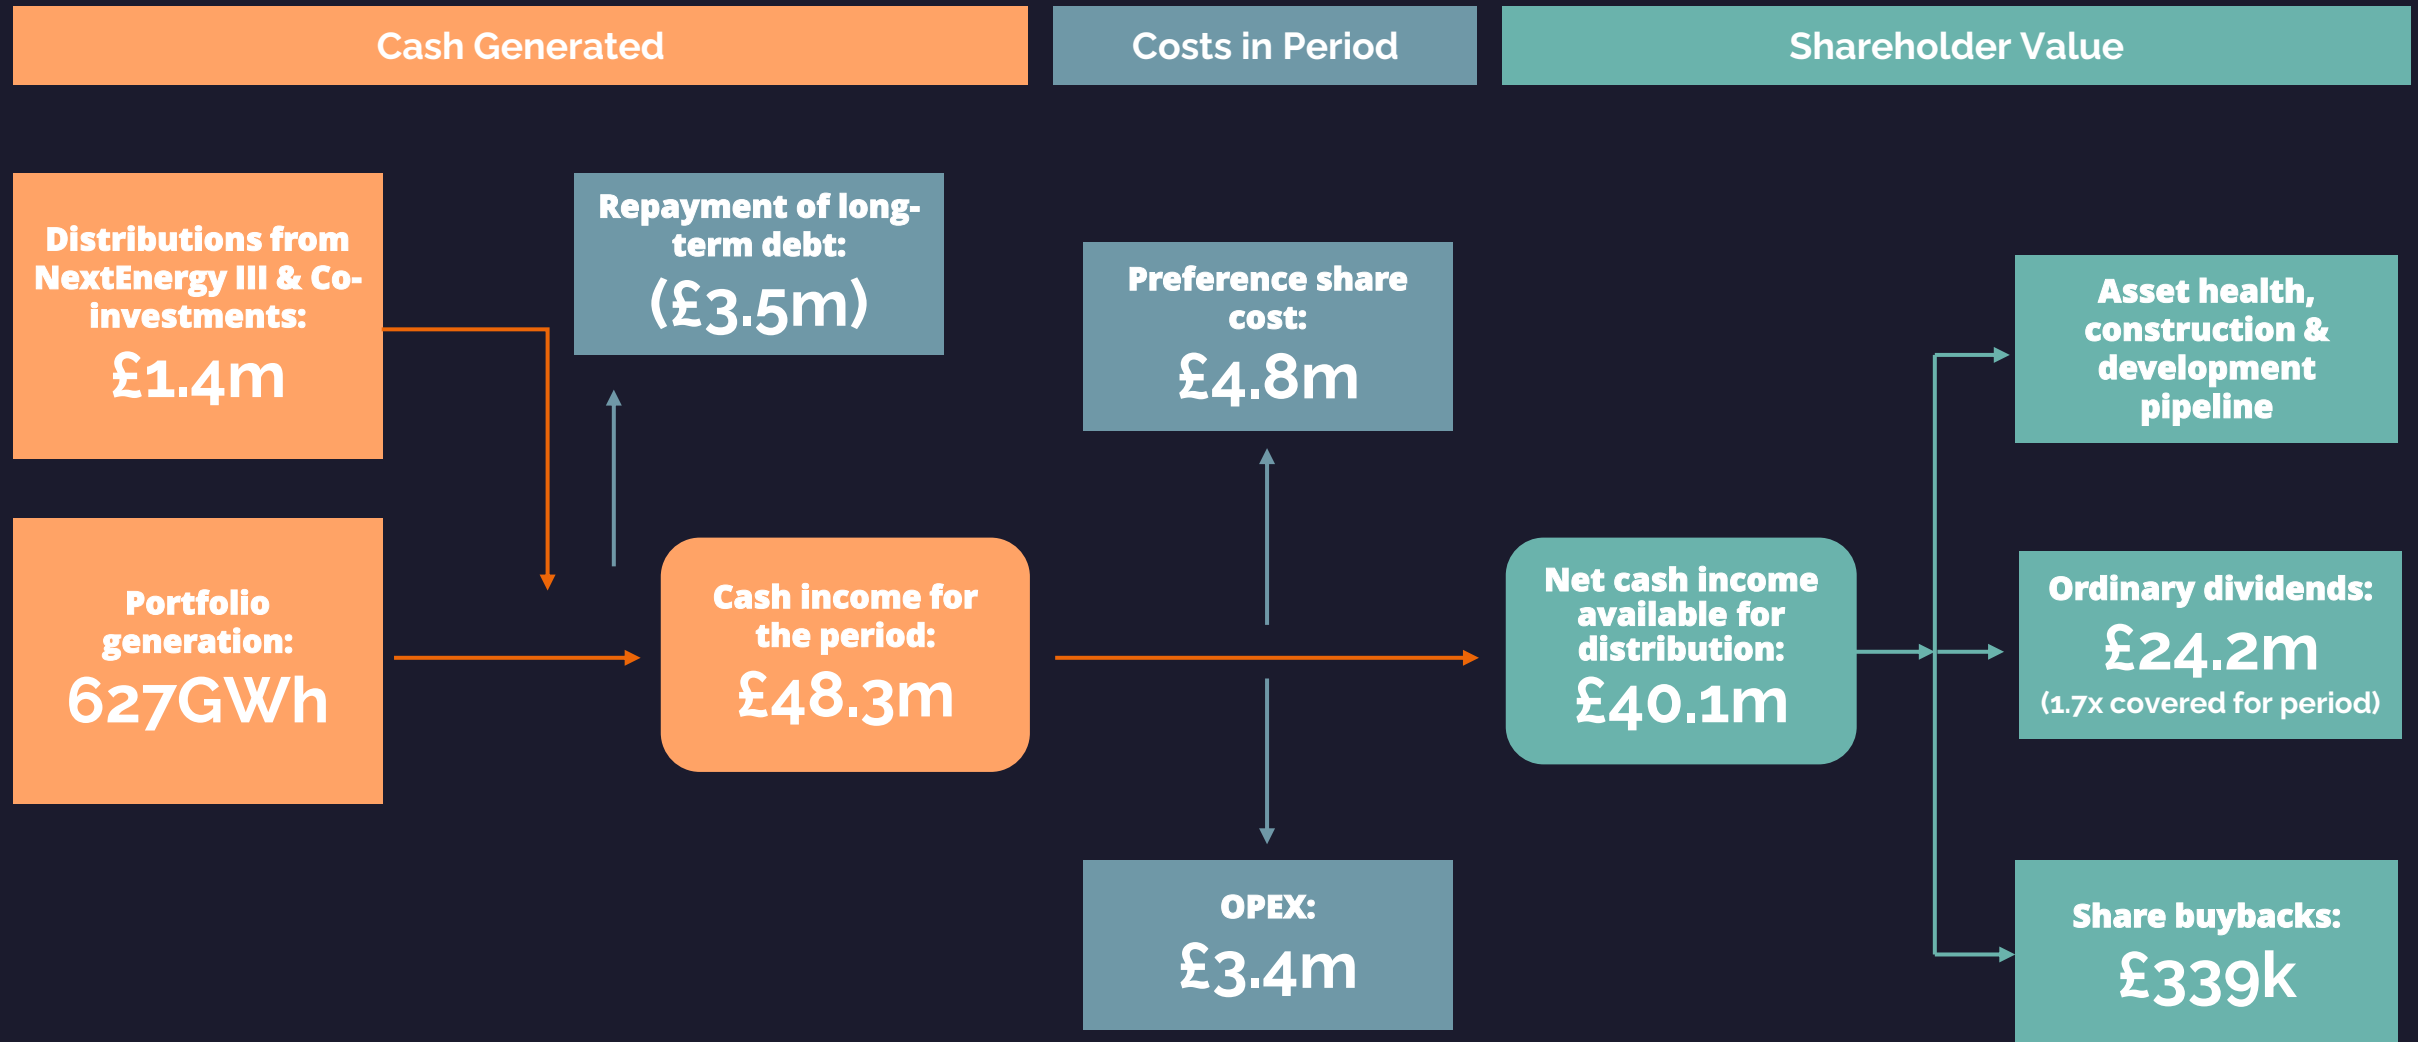 Cash Generated
Costs in Period
Shareholder Value
Distributions from
NextEnergy III & Co-
investments:
£1.4m
Repayment of long-
term debt:
(£3.5m)
Portfolio
generation:
627GWh
Cash income for
the period:
£48.3m
Preference share
cost:
£4.8m
OPEX:
£3.4m
Net cash income
available for
distribution:
£40.1m
Asset health,
construction &
development
pipeline
Ordinary dividends:
£24.2m
(1.7x covered for period)
Share buybacks:
£339k